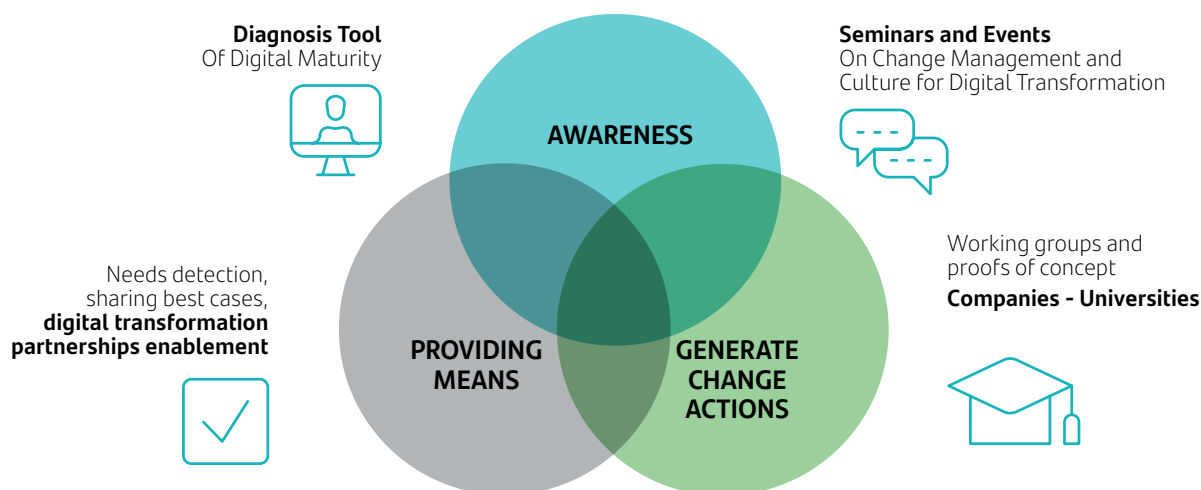 Diagnosis Tool
Of Digital Maturity
Seminars and Events
On Change Management and
Culture for Digital Transformation
AWARENESS
Needs detection,
sharing best cases,
digital transformation
partnerships enablement
Working groups and
proofs of concept
Companies - Universities
PROVIDING
MEANS
GENERATE
CHANGE
ACTIONS